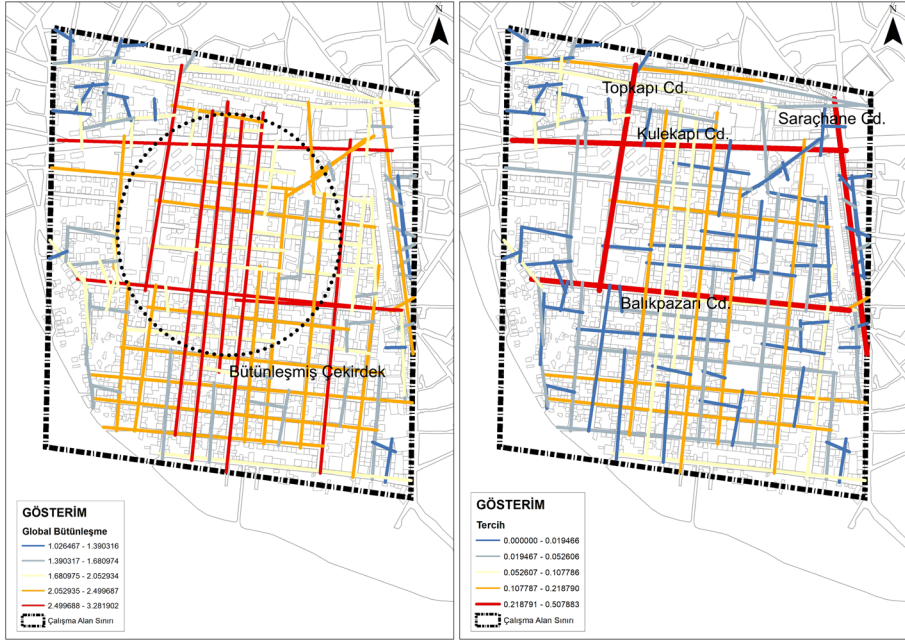 N
Bütünleşmiş Çekirdek
GÖSTERİM
Global Bütünleşme
1.026467 - 1.390316
1.390317 - 1.680974
1.680975 - 2.052934
2.052935 - 2.499687
2.499688 - 3.281902
Çalışma Alan Sınırı
N
Topkapı Cd.
Saraçhane Cd.
Kulekapı Cd.
Balıkpazarı Cd.
GÖSTERİM
Tercih
0.000000 - 0.019466
0.019467 - 0.052606
0.052607 - 0.107786
0.107787 - 0.218790
0.218791 - 0.507883
Çalışma Alan Sınırı